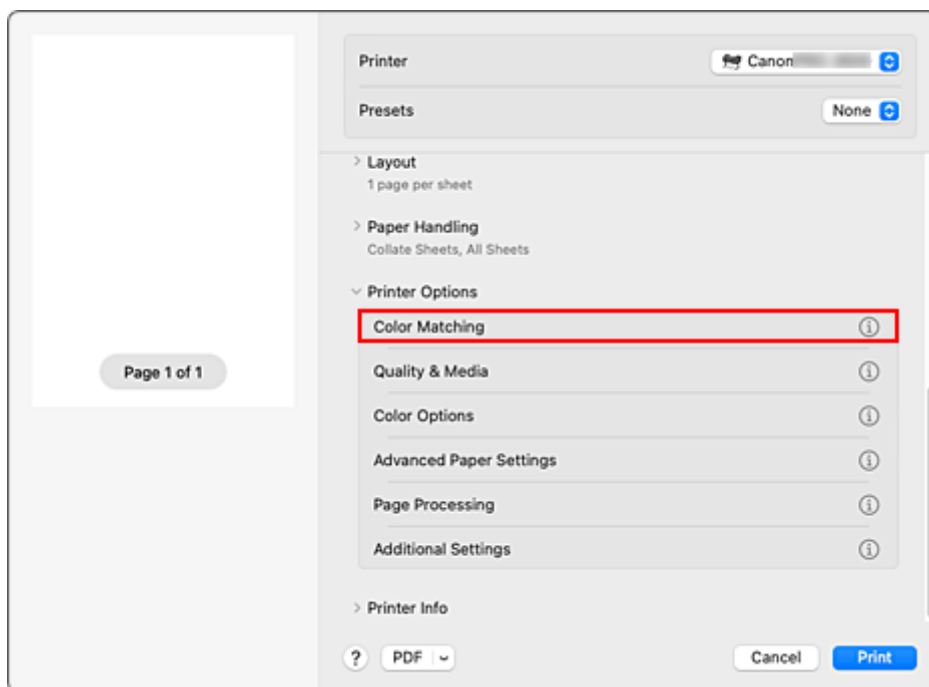 Printer
Canon
Presets
None
Layout
1 page per sheet
Paper Handling
Collate Sheets, All Sheets
Printer Options
Color Matching
Quality & Media
Color Options
Advanced Paper Settings
Page Processing
Additional Settings
Printer Info
Page 1 of 1
?
PDF
Cancel
Print